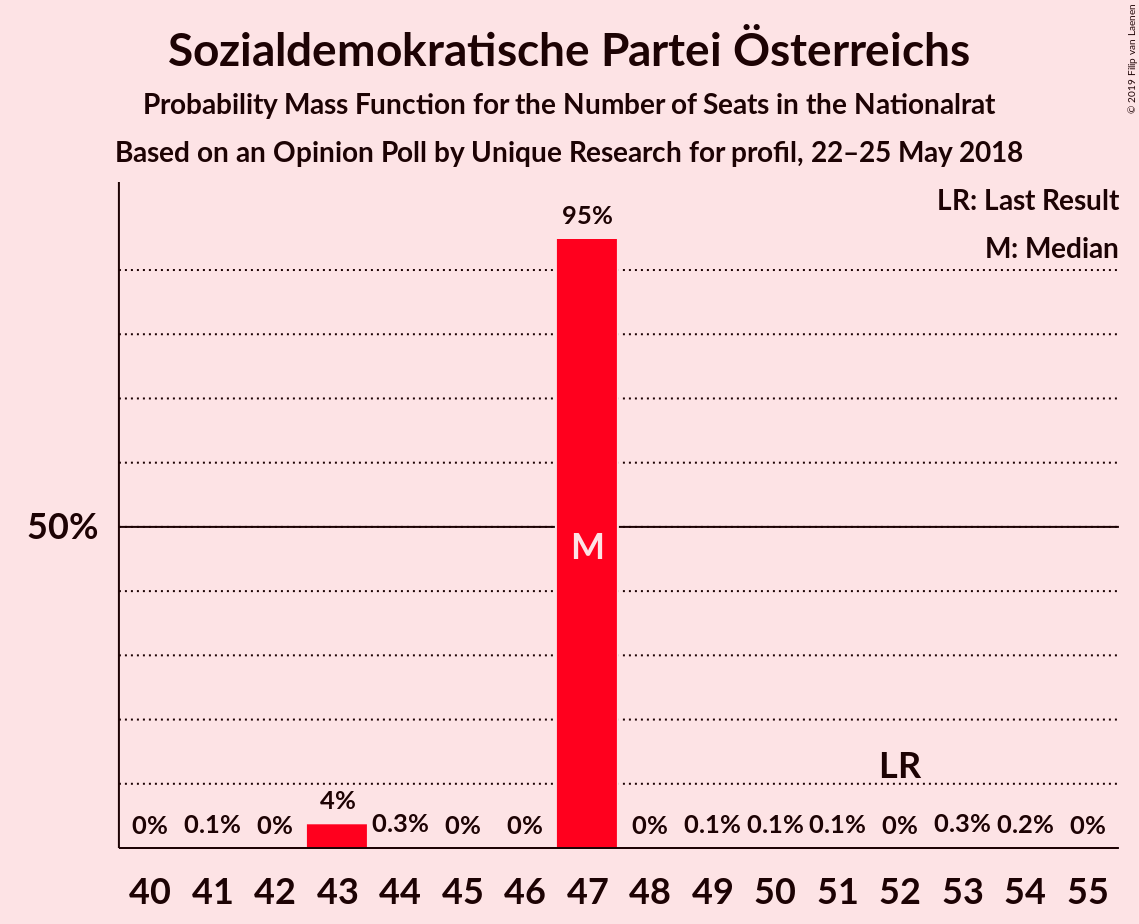 Sozialdemokratische Partei Österreichs
Probability Mass Function for the Number of Seats in the Nationalrat
Based on an Opinion Poll by Unique Research for profil, 22–25 May 2018
© 2019 Filip van Laenen
LR: Last Result
M: Median
95%
50%
M
LR
4%
0% 0.1% 0% 0.3% 0% 0% 0% 0.1% 0.1% 0.1% 0% 0.3% 0.2% 0%
40 41 42 43 44 45 46 47 48 49 50 51 52 53 54 55